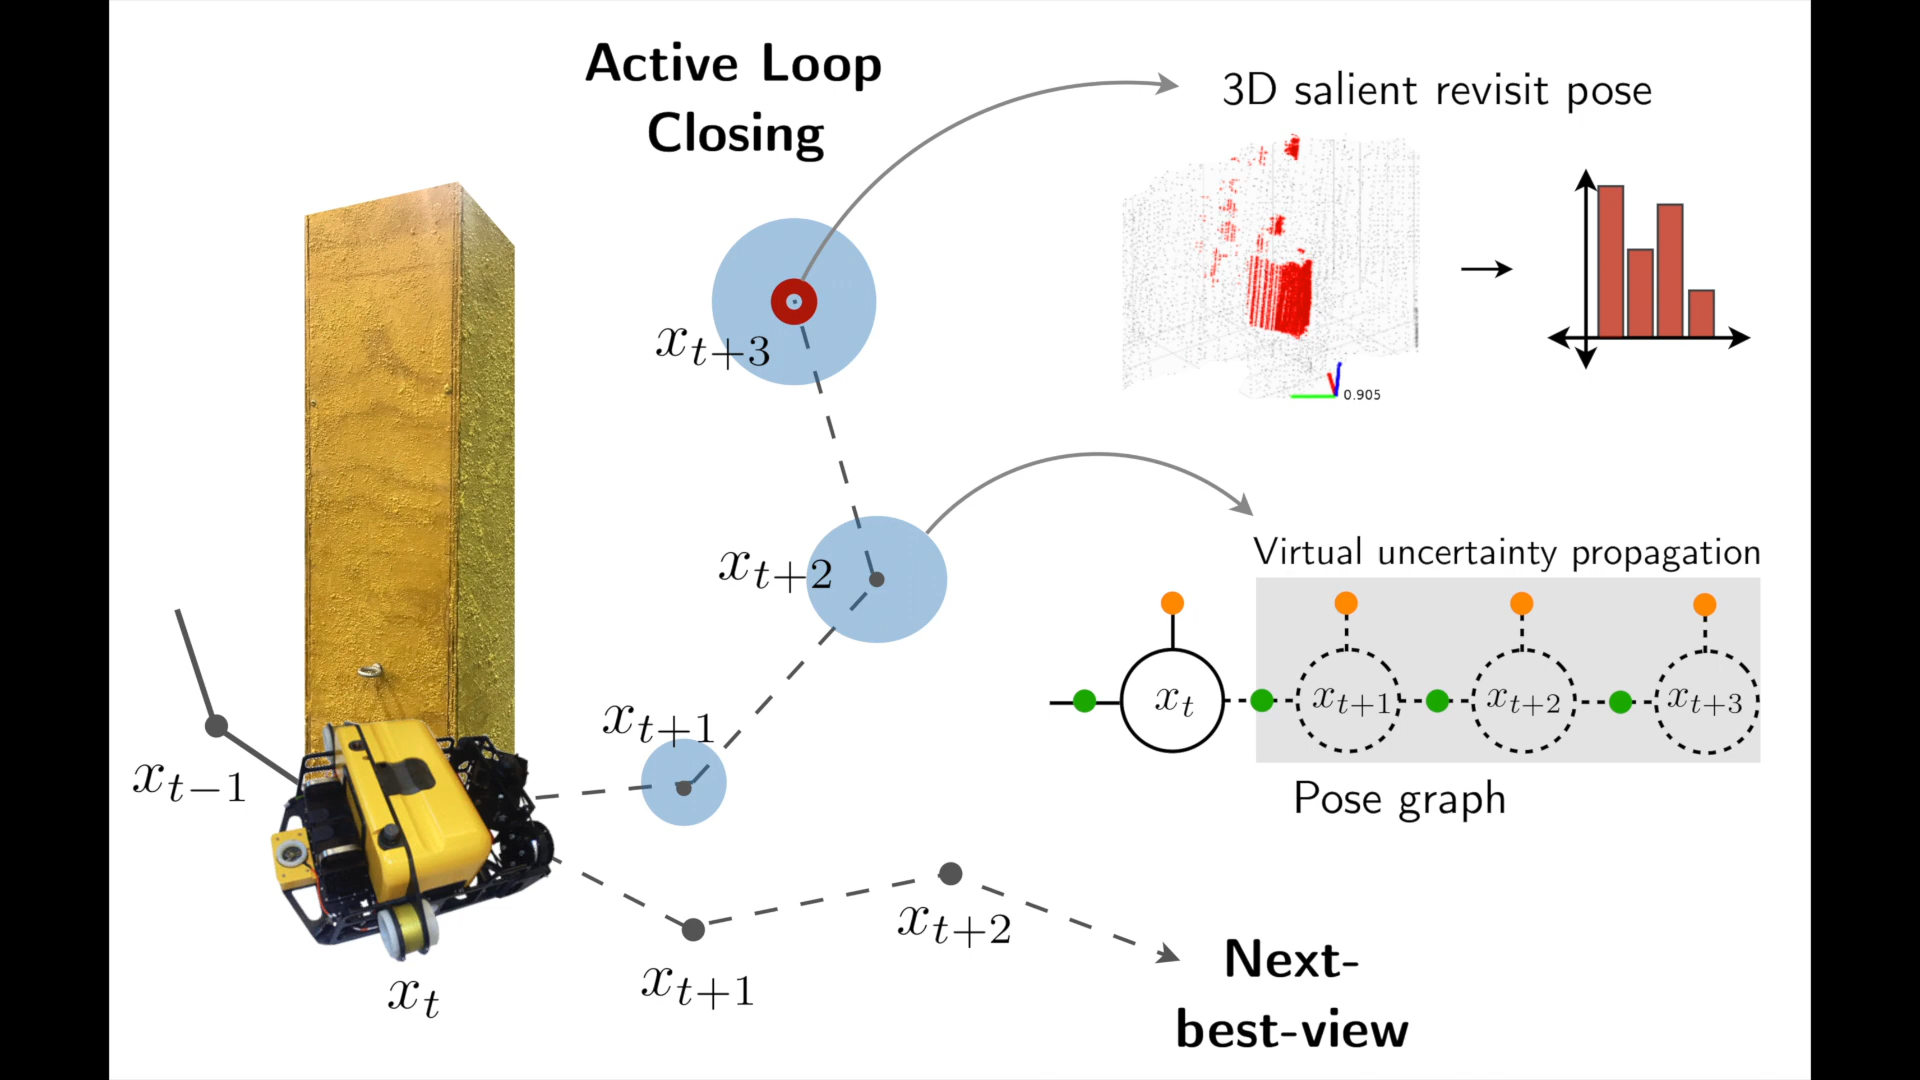 Active Loop
Closing
3D salient revisit pose
0.905
x_{t+3}
x_{t+2}
Virtual uncertainty propagation
x_{t+1}
x_{t-1}
x_t
x_{t+1}
x_{t+2}
x_{t+3}
Pose graph
x_{t+2}
x_{t+1}
x_t
Next-
best-view